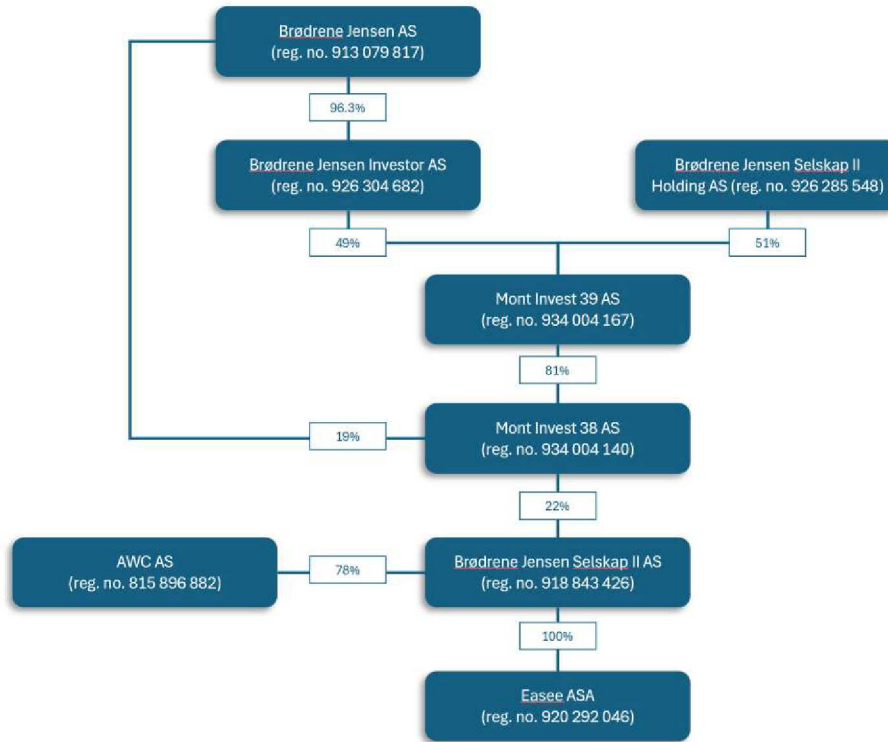 Brødrene Jensen AS
(reg. no. 913 079 817)
96.3%
Brødrene Jensen Investor AS
(reg. no. 926 304 682)
Brødrene Jensen Selskap II
Holding AS (reg. no. 926 285 548)
49%
51%
Mont Invest 39 AS
(reg. no. 934 004 167)
81%
19%
Mont Invest 38 AS
(reg. no. 934 004 140)
22%
AWC AS
(reg. no. 815 896 882)
78%
Brødrene Jensen Selskap II AS
(reg. no. 918 843 426)
100%
Easee ASA
(reg. no. 920 292 046)